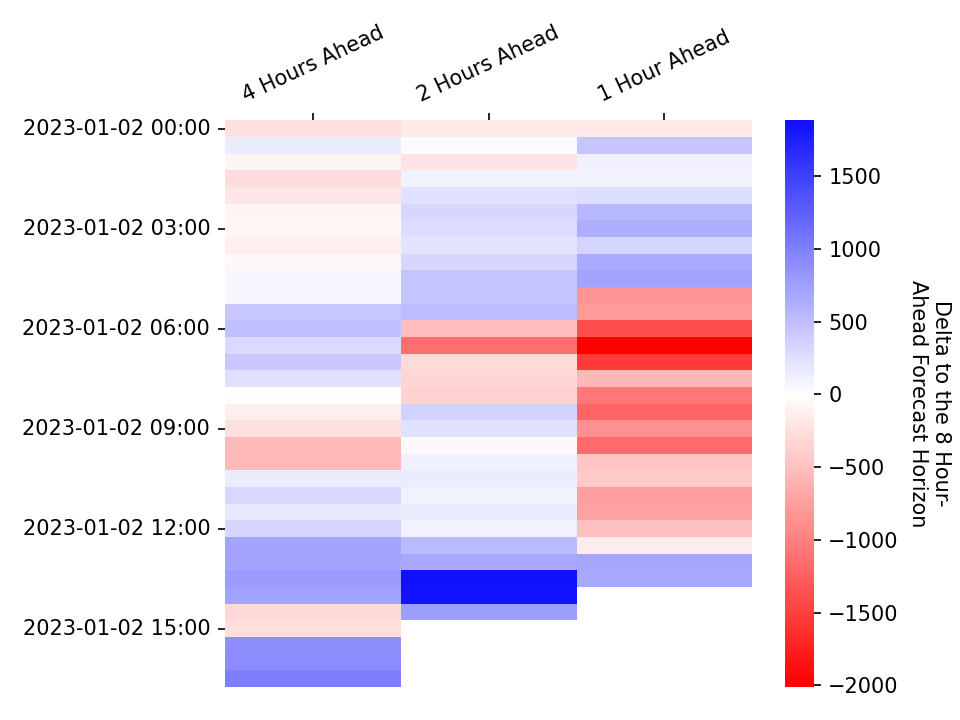 4 Hours Ahead
2 Hours Ahead
1 Hour Ahead
2023-01-02 00:00
2023-01-02 03:00
2023-01-02 06:00
2023-01-02 09:00
2023-01-02 12:00
2023-01-02 15:00
1500
1000
500
0
−500
−1000
−1500
−2000
Delta to the 8 Hour-
Ahead Forecast Horizon